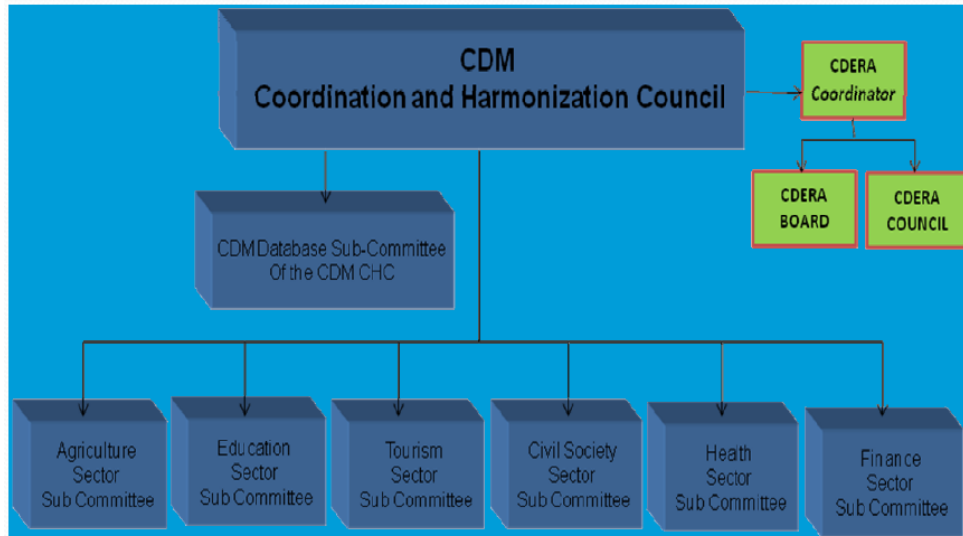 CDM
Coordination and Harmonization Council
CDERA
Coordinator
CDERA
BOARD
CDERA
COUNCIL
CDM Database Sub-Committee
Of the CDM CHC
Agriculture
Sector
Sub Committee
Education
Sector
Sub Committee
Tourism
Sector
Sub Committee
Civil Society
Sector
Sub Committee
Health
Sector
Sub Committee
Finance
Sector
Sub Committee